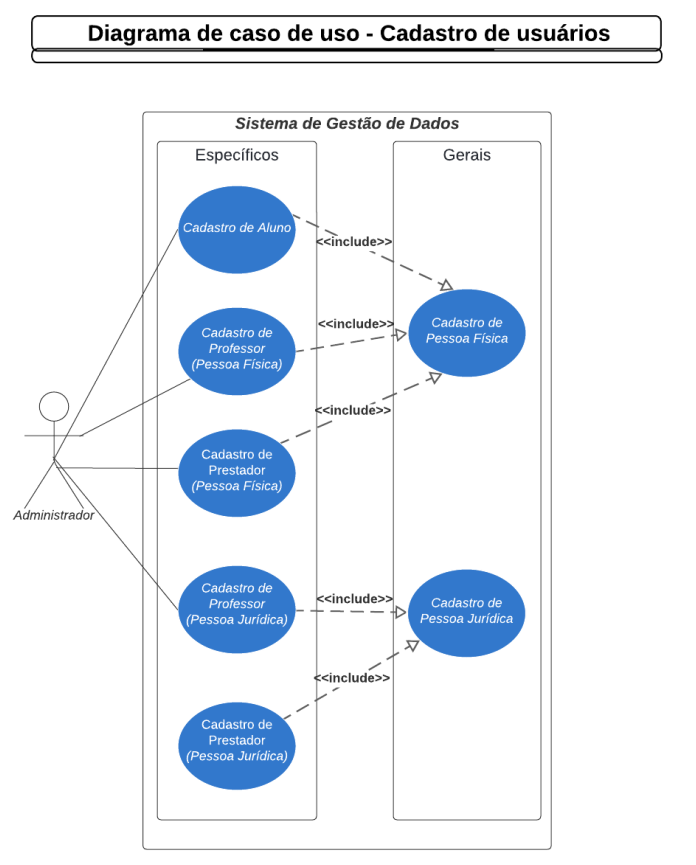 Diagrama de caso de uso - Cadastro de usuários
Sistema de Gestão de Dados
Específicos
Gerais
Cadastro de Aluno
<<include>>
Cadastro de
Professor
(Pessoa Física)
<<include>>
Cadastro de
Pessoa Física
<<include>>
Cadastro de
Prestador
(Pessoa Física)
Administrador
Cadastro de
Professor
(Pessoa Jurídica)
<<include>>
Cadastro de
Pessoa Jurídica
<<include>>
Cadastro de
Prestador
(Pessoa Jurídica)